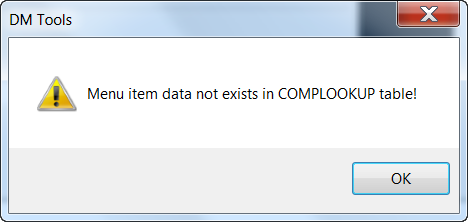 DM Tools
Menu item data not exists in COMPLOOKUP table!
OK